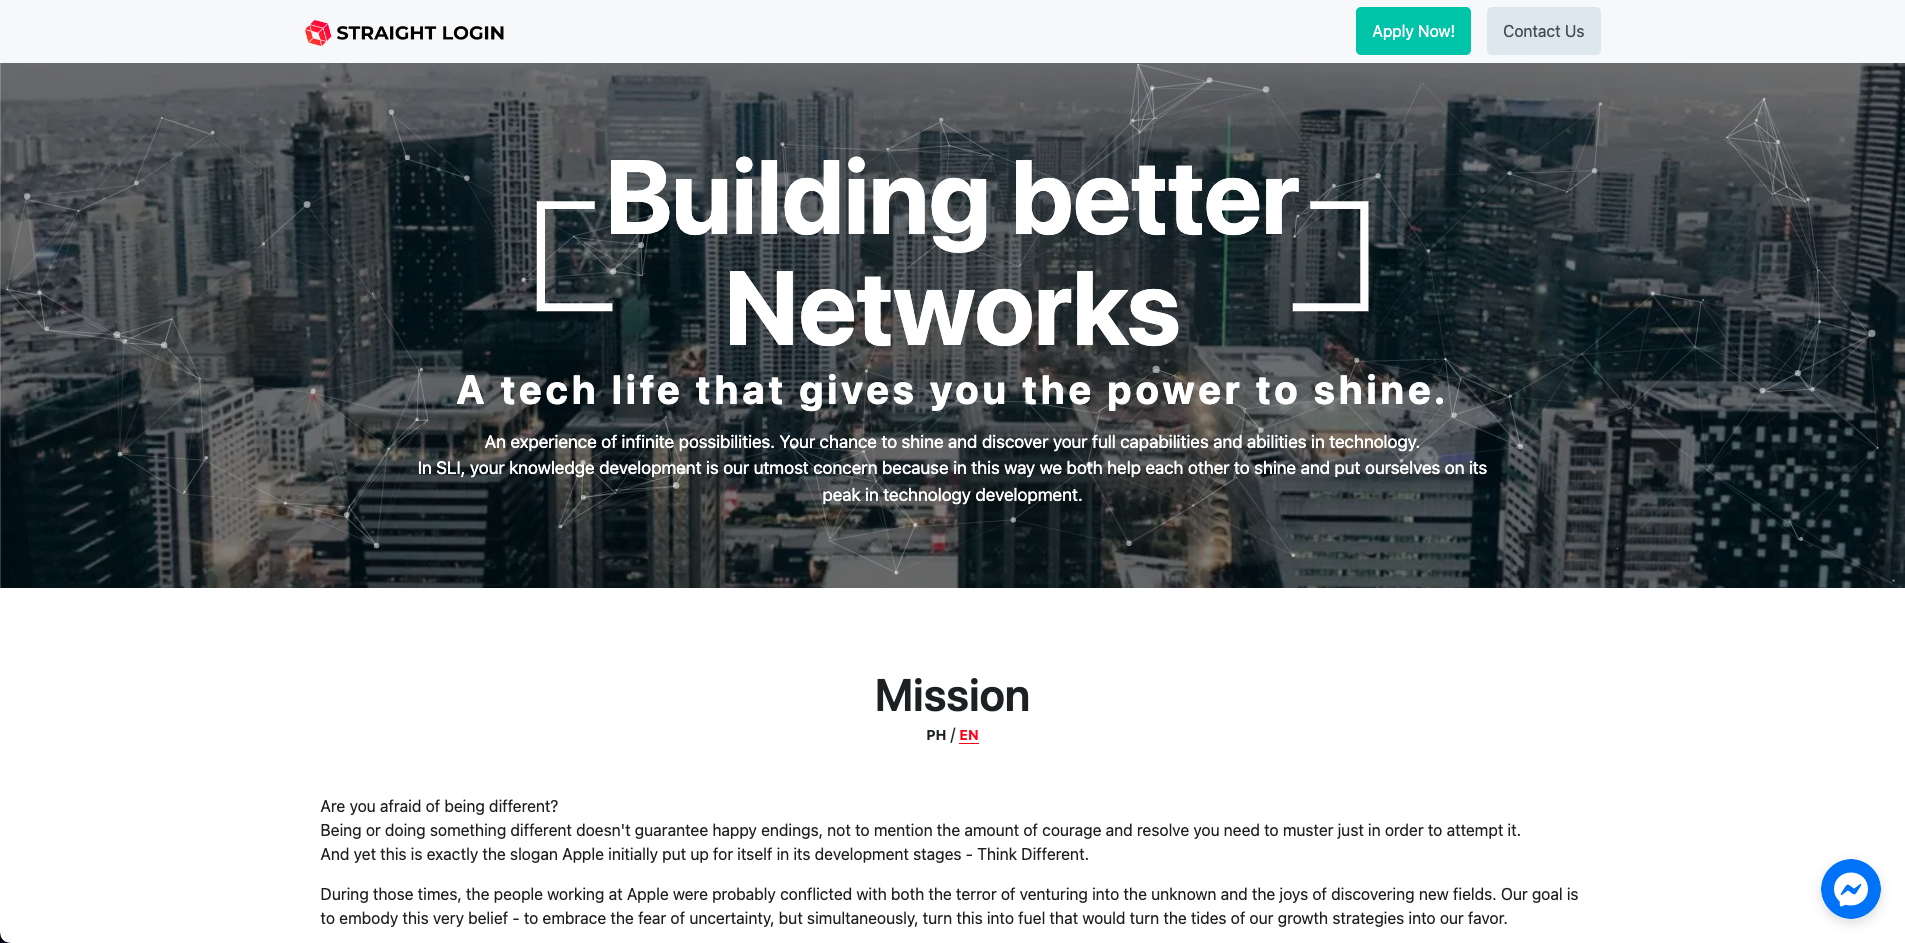 STRAIGHT LOGIN
Apply Now!
Contact Us
Building better
Networks
A tech life that gives you the power to shine.
An experience of infinite possibilities. Your chance to shine and discover your full capabilities and abilities in technology.
In SLI, your knowledge development is our utmost concern because in this way we both help each other to shine and put ourselves on its
peak in technology development.
Mission
PH / EN
Are you afraid of being different?
Being or doing something different doesn't guarantee happy endings, not to mention the amount of courage and resolve you need to muster just in order to attempt it.
And yet this is exactly the slogan Apple initially put up for itself in its development stages - Think Different.
During those times, the people working at Apple were probably conflicted with both the terror of venturing into the unknown and the joys of discovering new fields. Our goal is
to embody this very belief - to embrace the fear of uncertainty, but simultaneously, turn this into fuel that would turn the tides of our growth strategies into our favor.